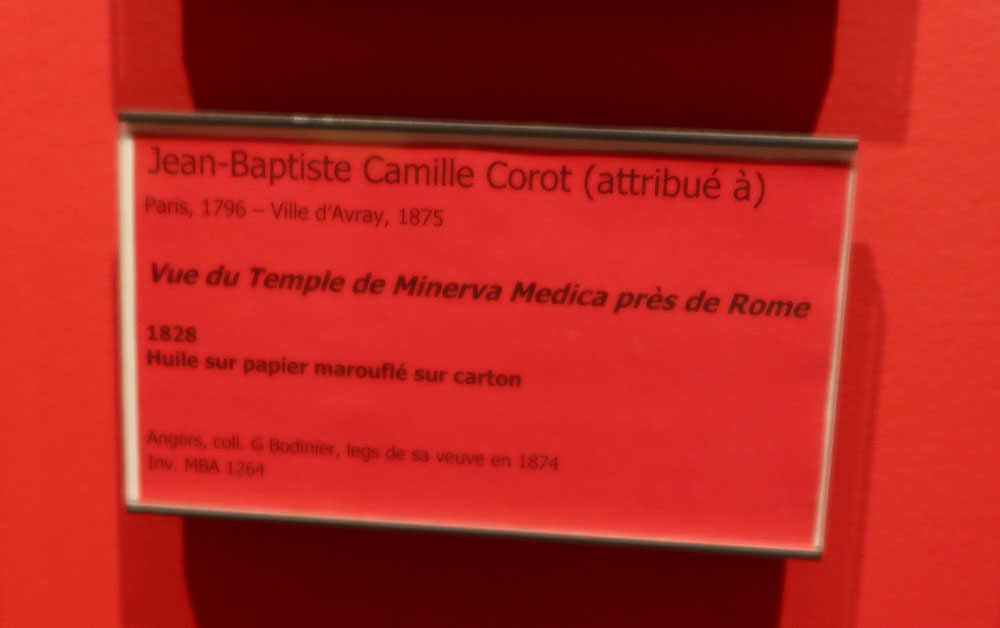 Jean-Baptiste Camille Corot (attribué à)
Paris, 1796 – Ville d'Avray, 1875
Vue du Temple de Minerva Medica près de Rome
1828
Huile sur papier marouflé sur carton
Angers, coll. G Bodinier, legs de sa veuve en 1874
Inv. MBA 1264